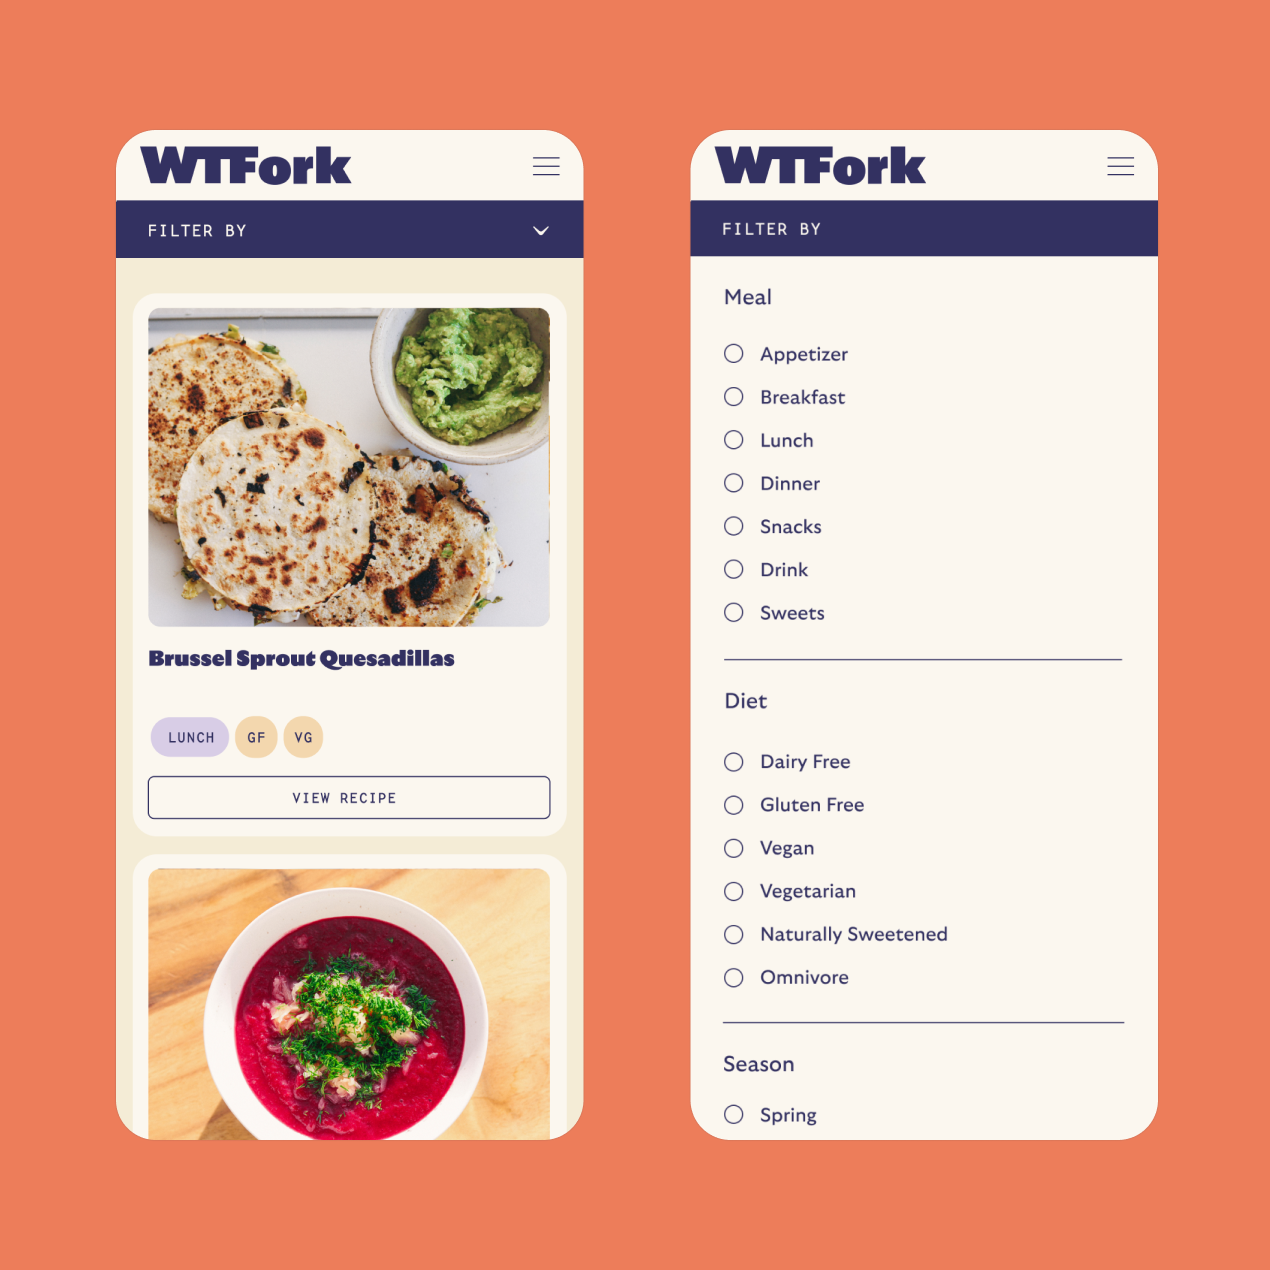 WTFork
FILTER BY
Brussel Sprout Quesadillas
LUNCH GF VG
VIEW RECIPE
WTFork
FILTER BY
Meal
Appetizer
Breakfast
Lunch
Dinner
Snacks
Drink
Sweets
Diet
Dairy Free
Gluten Free
Vegan
Vegetarian
Naturally Sweetened
Omnivore
Season
Spring